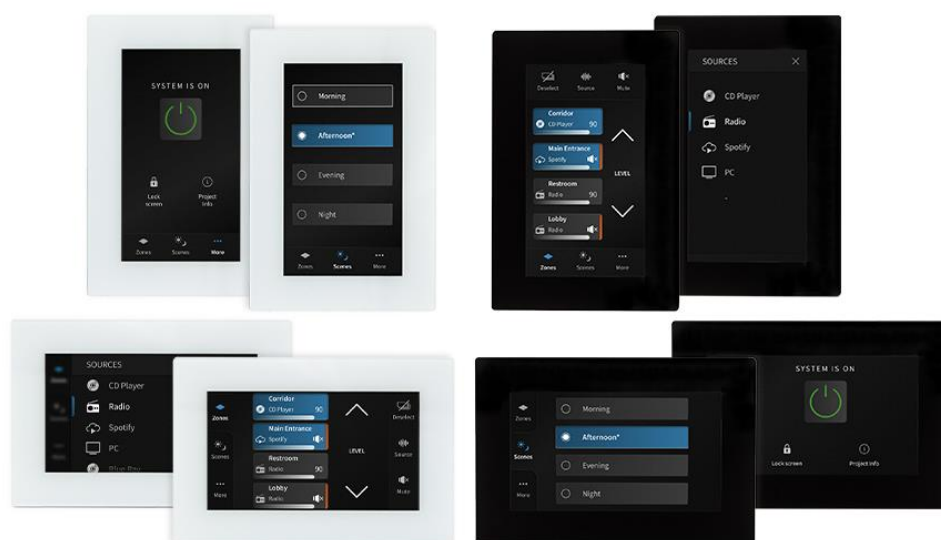 SYSTEM IS ON
Lock screen
Project Info
Zones
Scenes
More
Morning
Afternoon*
Evening
Night
Zones
Scenes
More
Deselect
Source
Mute
Corridor
CD Player 90
Main Entrance
Spotify
LEVEL
Restroom
Radio 90
Lobby
Radio
Zones
Scenes
More
SOURCES
CD Player
Radio
Spotify
PC
SOURCES
CD Player
Radio
Spotify
PC
Blue Ray
Zones
Scenes
More
Corridor
CD Player 90
Main Entrance
Spotify
Restroom
Radio 90
Lobby
Radio
LEVEL
Deselect
Source
Mute
Zones
Scenes
More
Morning
Afternoon*
Evening
Night
SYSTEM IS ON
Lock screen
Project Info